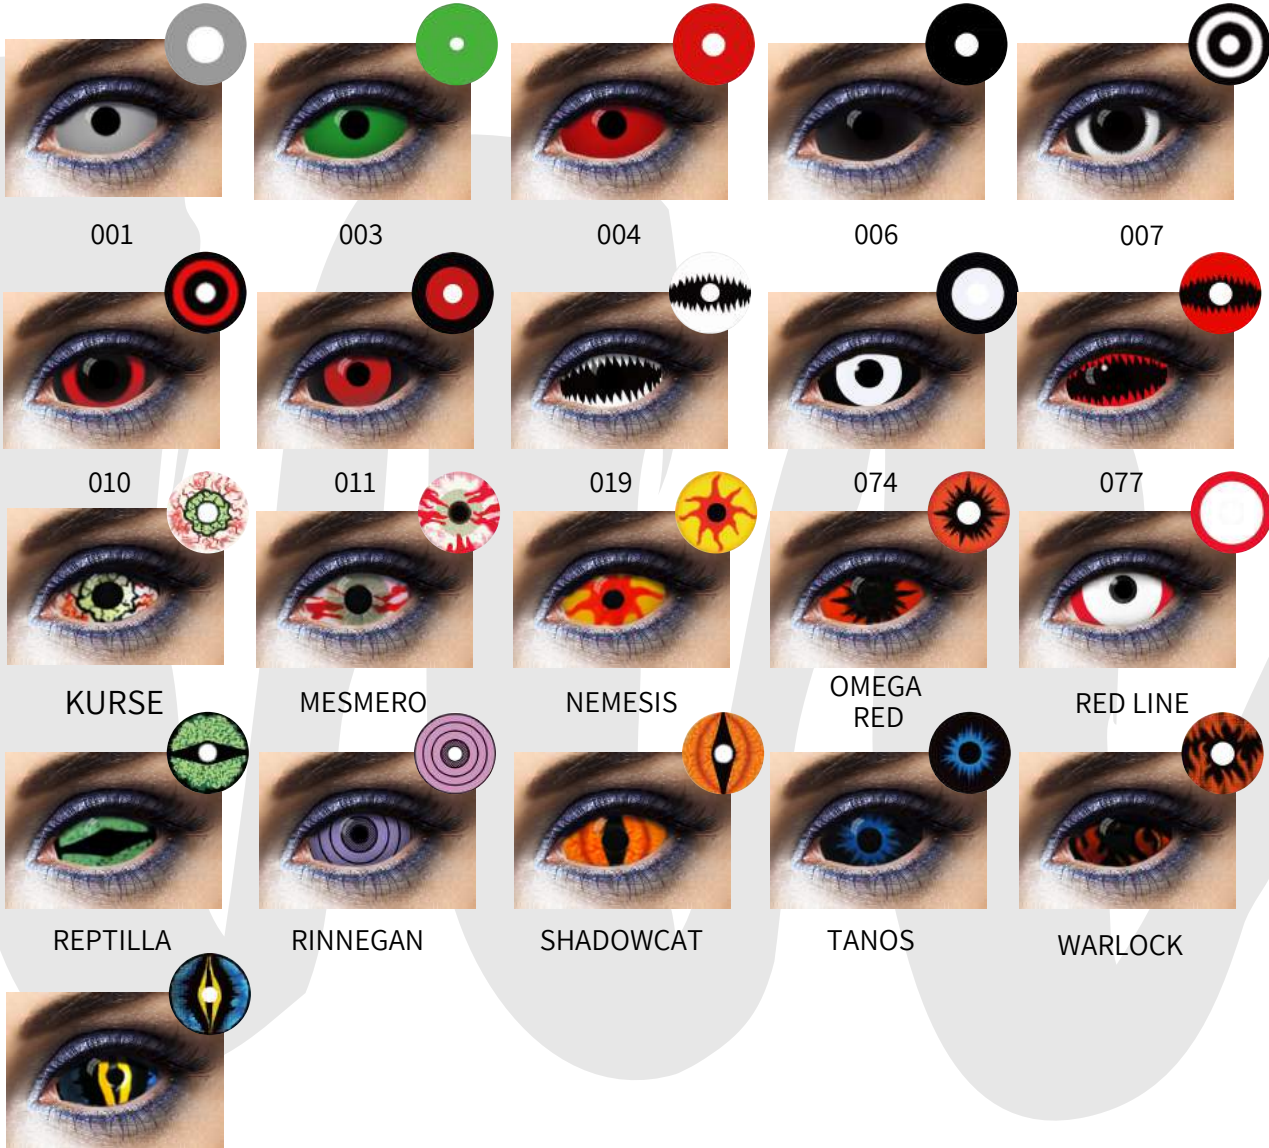 001
003
004
006
007
010
011
019
074
077
KURSE
MESMERO
NEMESIS
OMEGA
RED
RED LINE
REPTILLA
RINNEGAN
SHADOWCAT
TANOS
WARLOCK